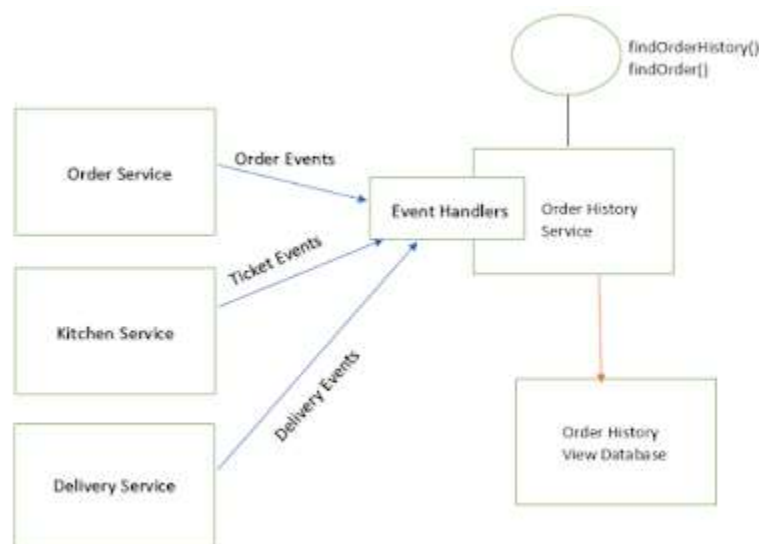 findOrderHistory()
findOrder()
Order Service
Order Events
Event Handlers
Order History
Service
Ticket Events
Kitchen Service
Delivery Events
Order History
View Database
Delivery Service